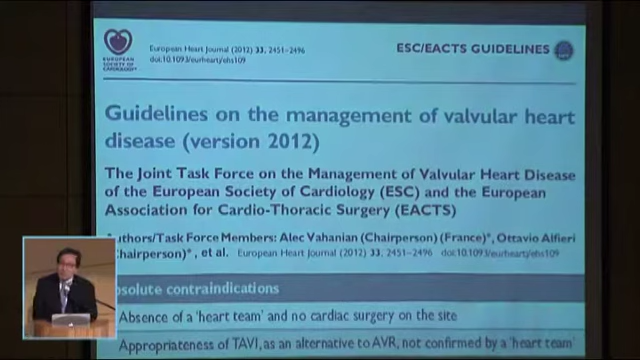 EUROPEAN
SOCIETY OF
CARDIOLOGY®
European Heart Journal (2012) 33, 2451–2496
doi:10.1093/eurheartj/ehs109
ESC/EACTS GUIDELINES
Guidelines on the management of valvular heart
disease (version 2012)
The Joint Task Force on the Management of Valvular Heart Disease
of the European Society of Cardiology (ESC) and the European
Association for Cardio-Thoracic Surgery (EACTS)
Authors/Task Force Members: Alec Vahanian (Chairperson) (France)*, Ottavio Alfieri
Chairperson)*, et al. European Heart Journal (2012) 33, 2451–2496 doi:10.1093/eurheartj/ehs109
contraindications
Absence of a 'heart team' and no cardiac surgery on the site
Appropriateness of TAVI, as an alternative to AVR, not confirmed by a 'heart team'